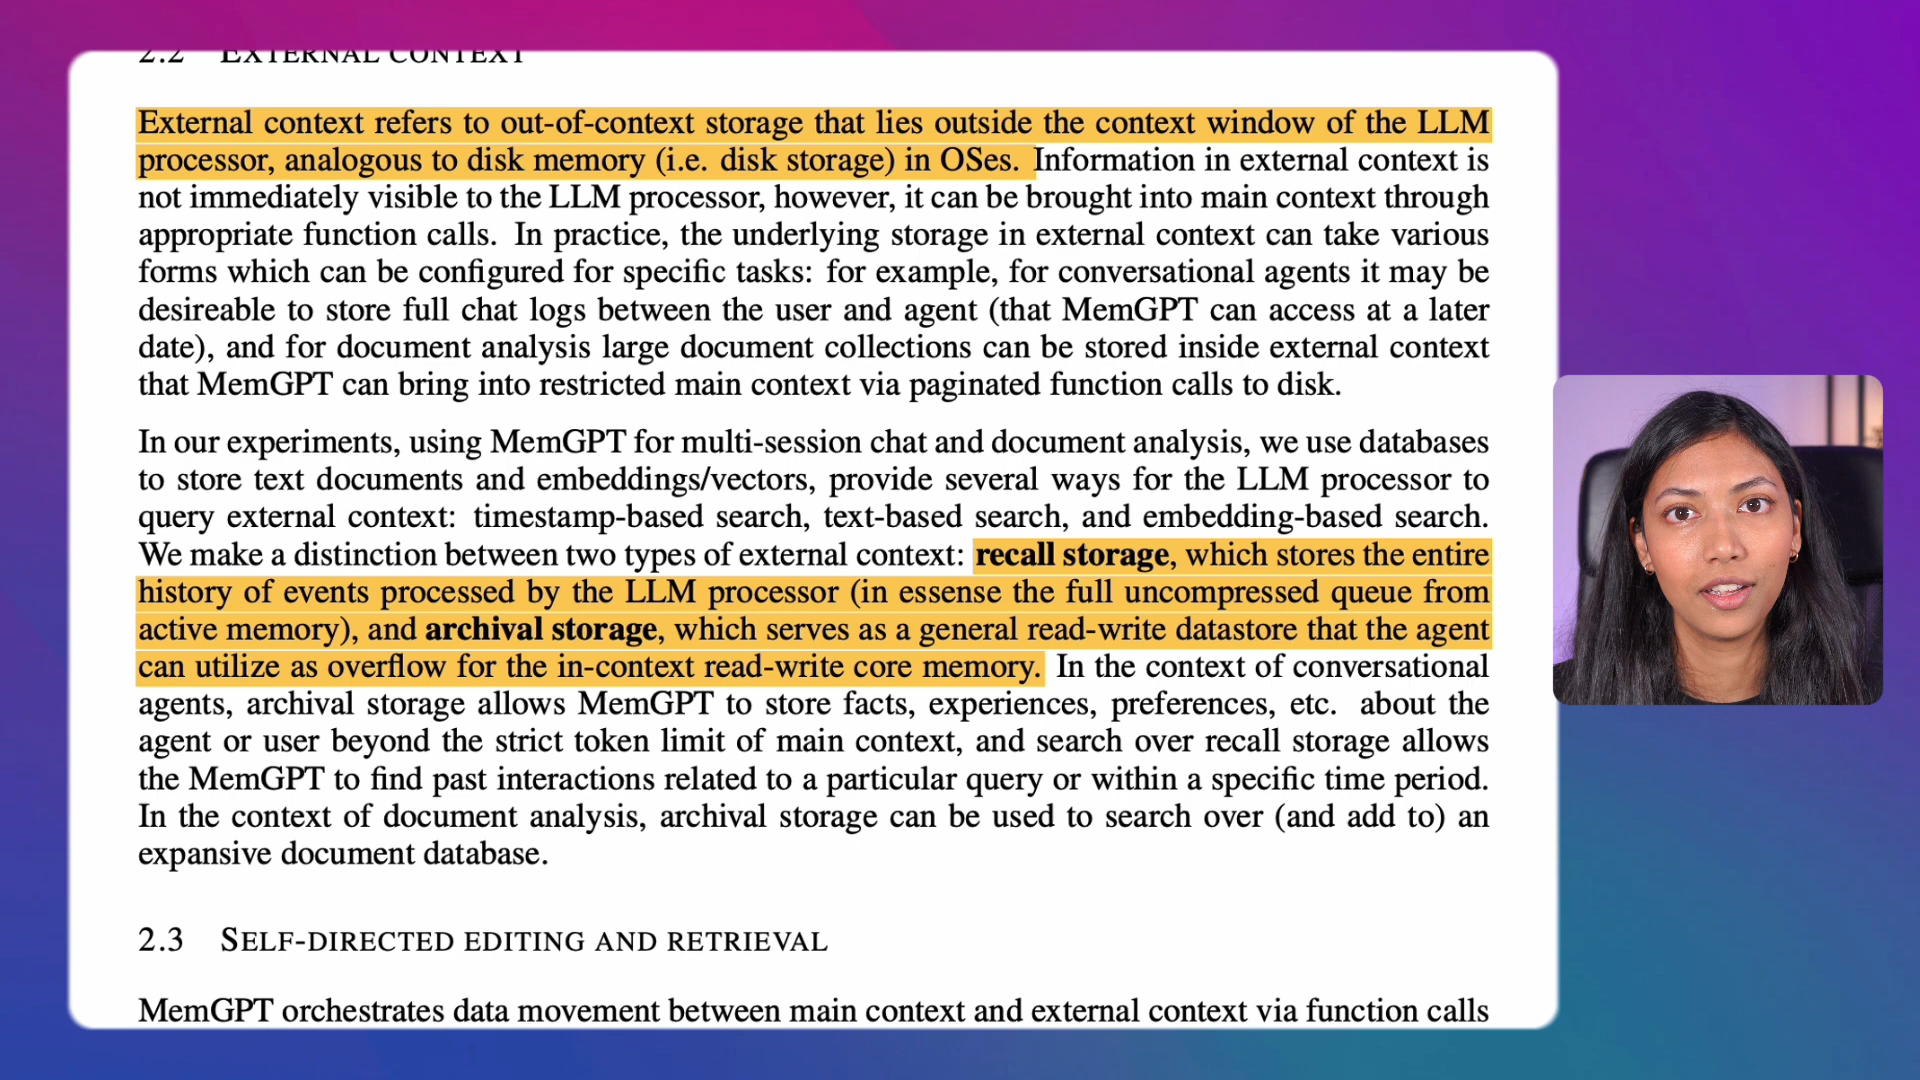 2.2 EXTERNAL CONTEXT
External context refers to out-of-context storage that lies outside the context window of the LLM
processor, analogous to disk memory (i.e. disk storage) in OSes. Information in external context is
not immediately visible to the LLM processor, however, it can be brought into main context through
appropriate function calls. In practice, the underlying storage in external context can take various
forms which can be configured for specific tasks: for example, for conversational agents it may be
desireable to store full chat logs between the user and agent (that MemGPT can access at a later
date), and for document analysis large document collections can be stored inside external context
that MemGPT can bring into restricted main context via paginated function calls to disk.
In our experiments, using MemGPT for multi-session chat and document analysis, we use databases
to store text documents and embeddings/vectors, provide several ways for the LLM processor to
query external context: timestamp-based search, text-based search, and embedding-based search.
We make a distinction between two types of external context: recall storage, which stores the entire
history of events processed by the LLM processor (in essense the full uncompressed queue from
active memory), and archival storage, which serves as a general read-write datastore that the agent
can utilize as overflow for the in-context read-write core memory. In the context of conversational
agents, archival storage allows MemGPT to store facts, experiences, preferences, etc. about the
agent or user beyond the strict token limit of main context, and search over recall storage allows
the MemGPT to find past interactions related to a particular query or within a specific time period.
In the context of document analysis, archival storage can be used to search over (and add to) an
expansive document database.
2.3 SELF-DIRECTED EDITING AND RETRIEVAL
MemGPT orchestrates data movement between main context and external context via function calls